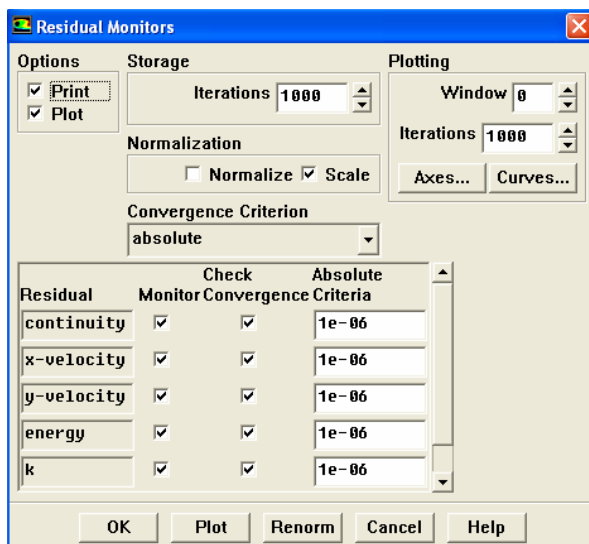 Residual Monitors
Options
Print
Plot
Storage
Iterations 1000
Normalization
Normalize Scale
Convergence Criterion
absolute
Plotting
Window 0
Iterations 1000
Axes... Curves...
Residual Monitor Check Convergence Absolute Criteria
continuity 1e-06
x-velocity 1e-06
y-velocity 1e-06
energy 1e-06
k 1e-06
OK Plot Renorm Cancel Help